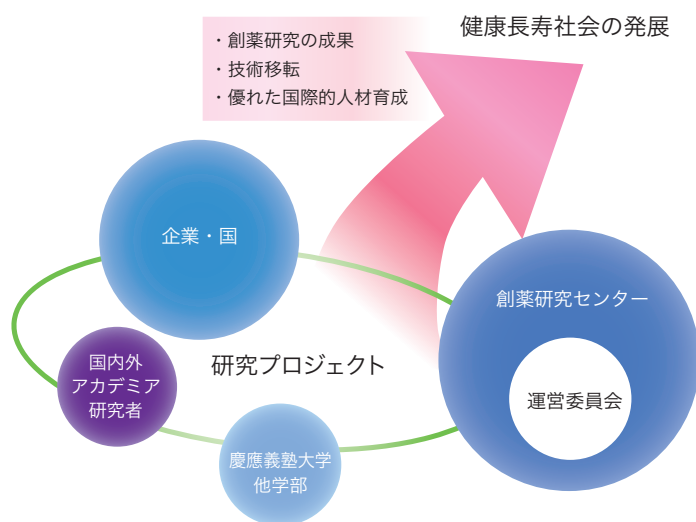 健康長寿社会の発展
・創薬研究の成果
・技術移転
・優れた国際的人材育成
企業・国
創薬研究センター
運営委員会
研究プロジェクト
国内外
アカデミア
研究者
慶應義塾大学
他学部